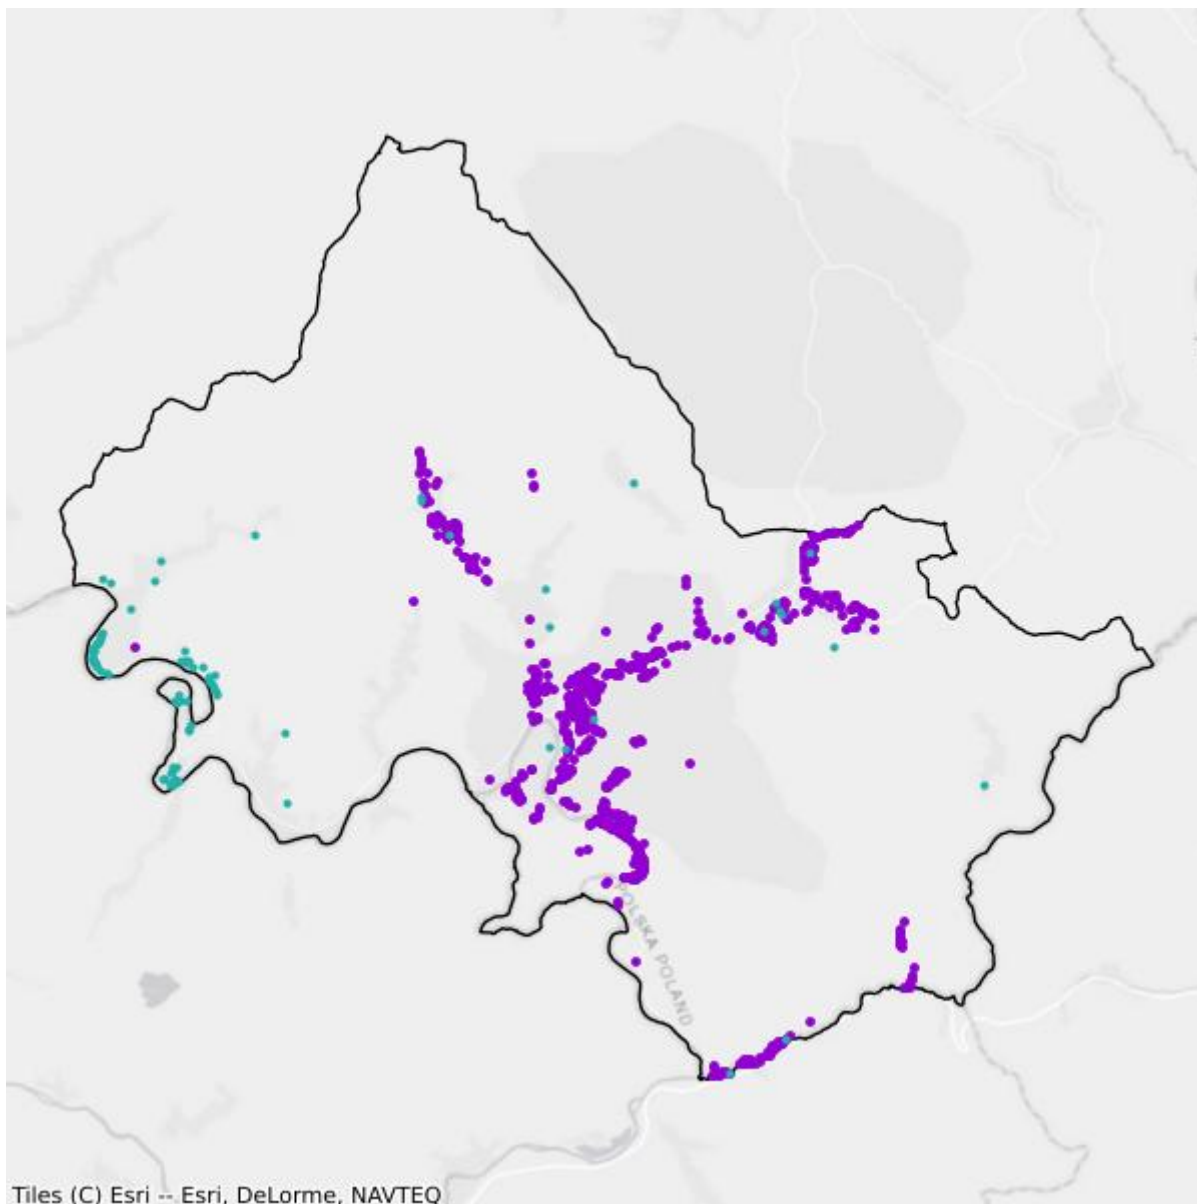 POLSKA POLAND
Tiles (C) Esri -- Esri, DeLorme, NAVTEQ